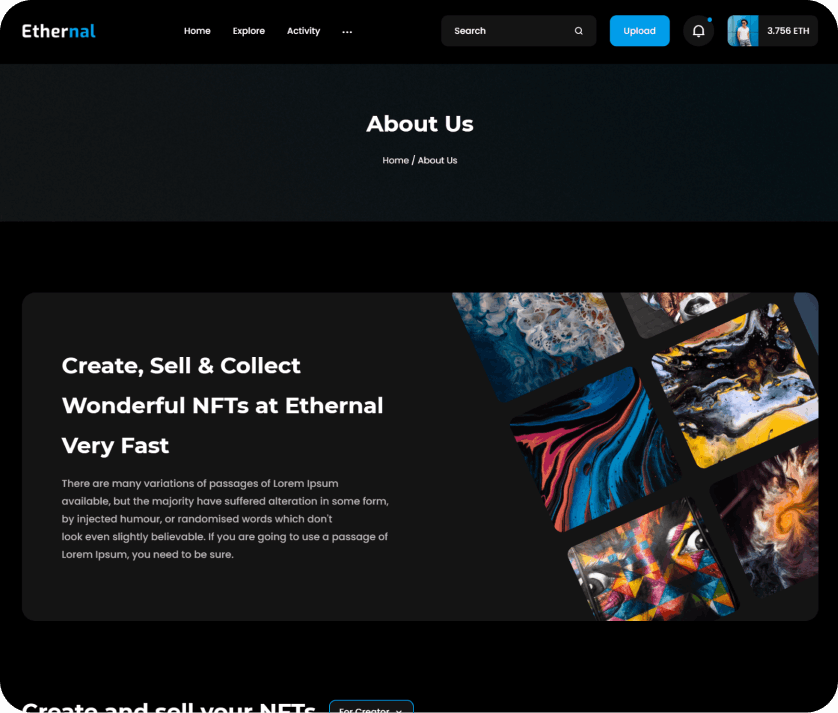 Ethernal
Home
Explore
Activity
...
Search
Upload
3.756 ETH
About Us
Home / About Us
Create, Sell & Collect
Wonderful NFTs at Ethernal
Very Fast
There are many variations of passages of Lorem Ipsum
available, but the majority have suffered alteration in some form,
by injected humour, or randomised words which don't
look even slightly believable. If you are going to use a passage of
Lorem Ipsum, you need to be sure.
Create and sell your NFTs
For Creator